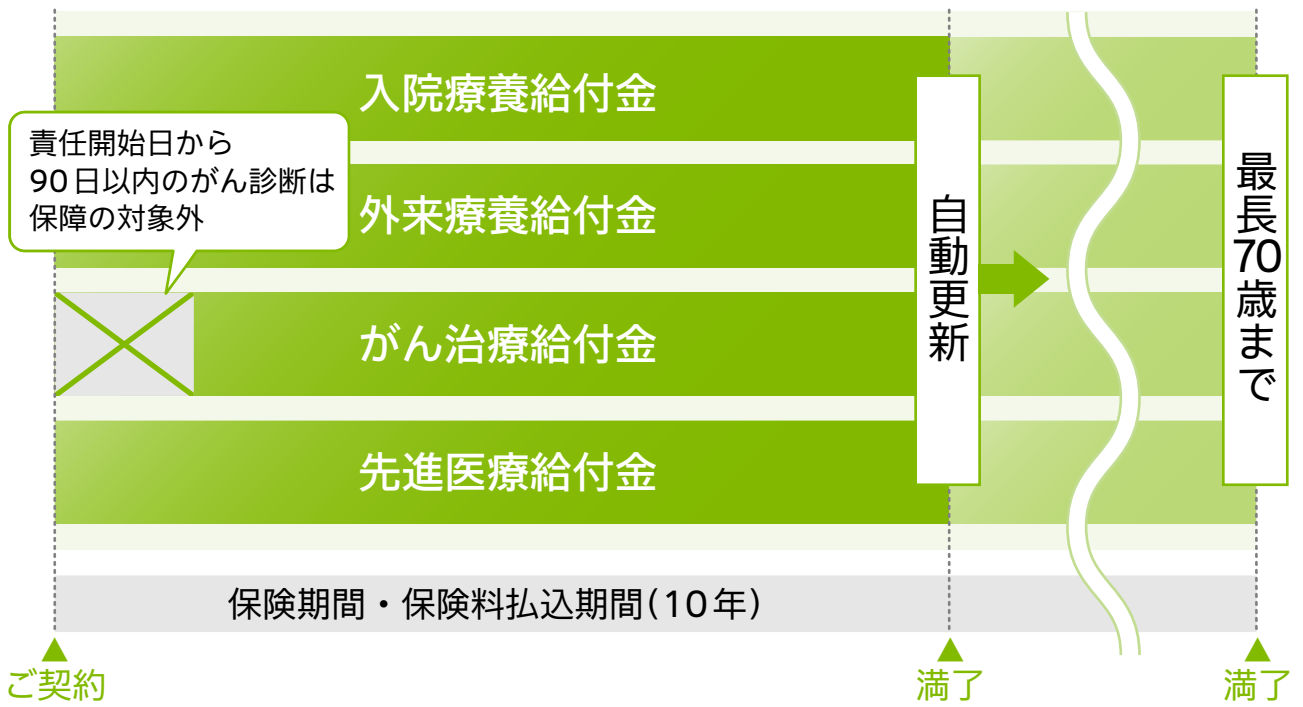 入院療養給付金
責任開始日から
90日以内のがん診断は
保障の対象外
外来療養給付金
がん治療給付金
先進医療給付金
自動更新
最長70歳まで
保険期間・保険料払込期間(10年)
ご契約
満了
満了